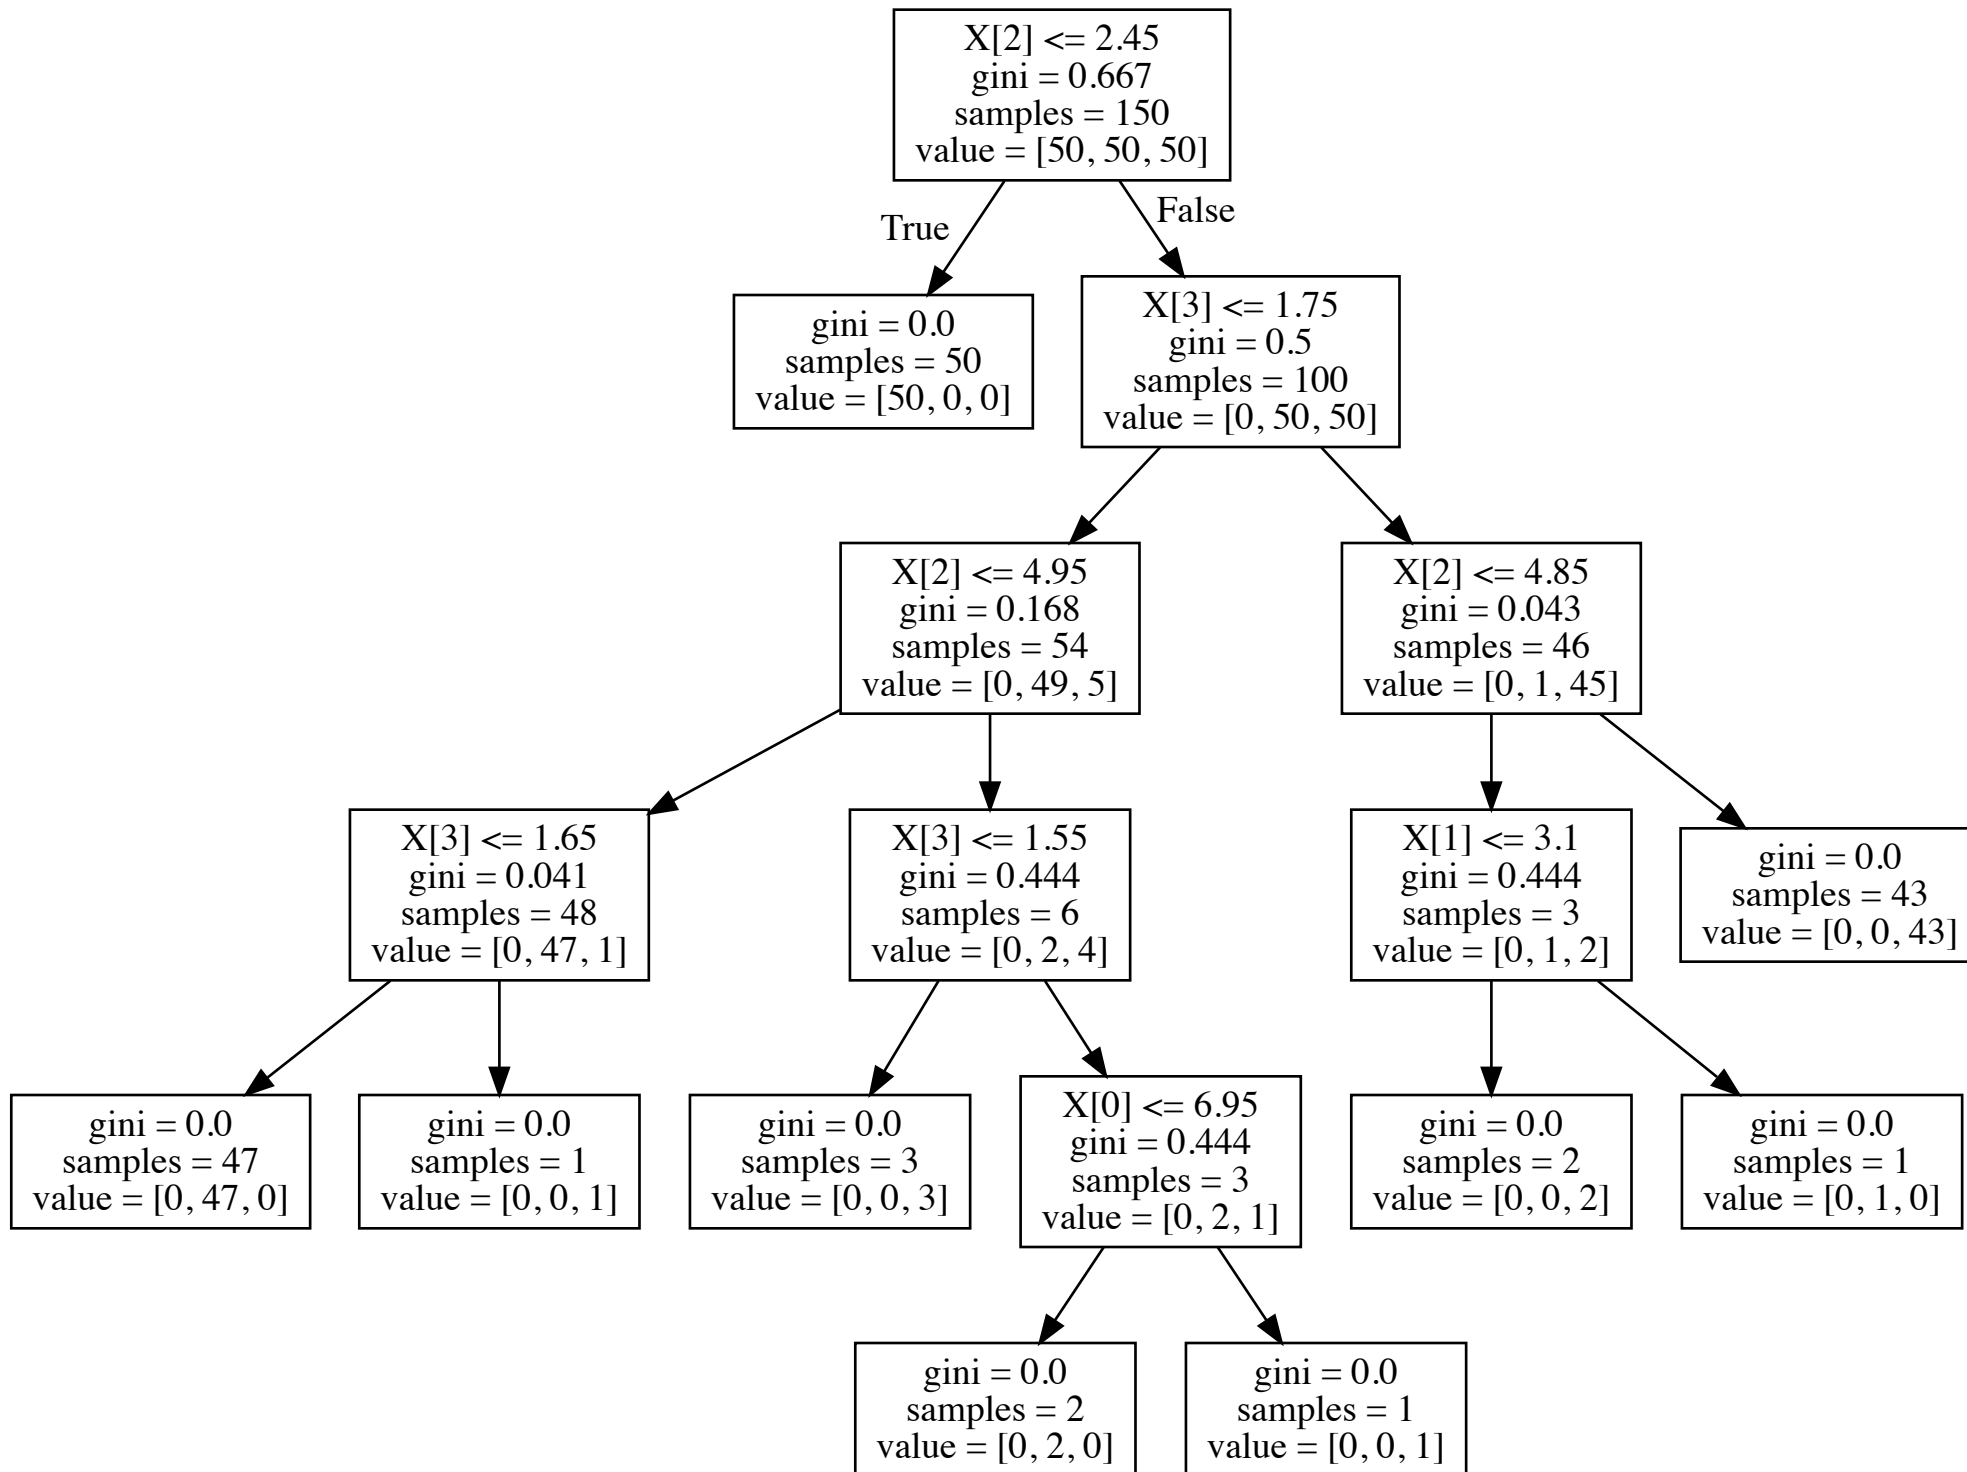 X[2] <= 2.45
gini = 0.667
samples = 150
value = [50, 50, 50]
True
False
gini = 0.0
samples = 50
value = [50, 0, 0]
X[3] <= 1.75
gini = 0.5
samples = 100
value = [0, 50, 50]
X[2] <= 4.95
gini = 0.168
samples = 54
value = [0, 49, 5]
X[2] <= 4.85
gini = 0.043
samples = 46
value = [0, 1, 45]
X[3] <= 1.65
gini = 0.041
samples = 48
value = [0, 47, 1]
X[3] <= 1.55
gini = 0.444
samples = 6
value = [0, 2, 4]
X[1] <= 3.1
gini = 0.444
samples = 3
value = [0, 1, 2]
gini = 0.0
samples = 43
value = [0, 0, 43]
gini = 0.0
samples = 47
value = [0, 47, 0]
gini = 0.0
samples = 1
value = [0, 0, 1]
gini = 0.0
samples = 3
value = [0, 0, 3]
X[0] <= 6.95
gini = 0.444
samples = 3
value = [0, 2, 1]
gini = 0.0
samples = 2
value = [0, 0, 2]
gini = 0.0
samples = 1
value = [0, 1, 0]
gini = 0.0
samples = 2
value = [0, 2, 0]
gini = 0.0
samples = 1
value = [0, 0, 1]